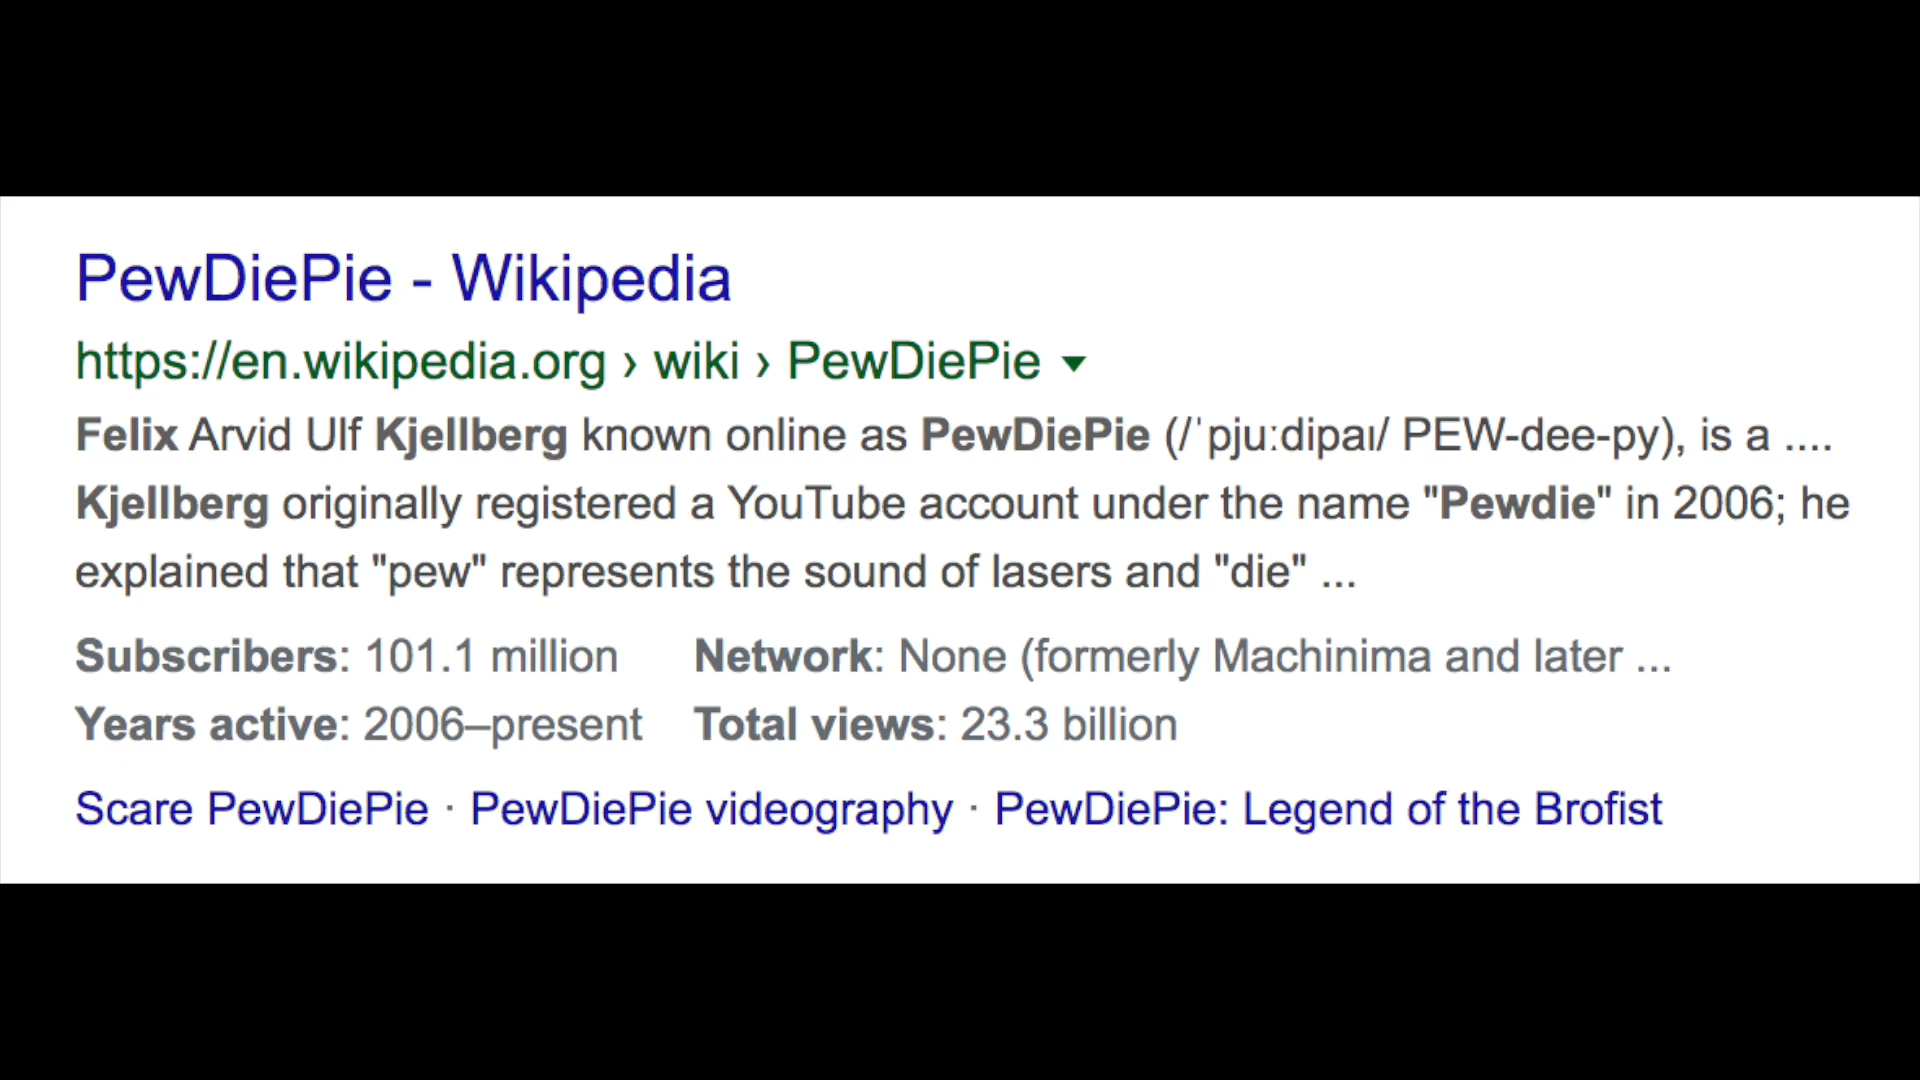 PewDiePie - Wikipedia
https://en.wikipedia.org › wiki › PewDiePie
Felix Arvid Ulf Kjellberg known online as PewDiePie (/ˈpjuːdipaɪ/ PEW-dee-py), is a ....
Kjellberg originally registered a YouTube account under the name "Pewdie" in 2006; he
explained that "pew" represents the sound of lasers and "die" ...
Subscribers: 101.1 million Network: None (formerly Machinima and later ...
Years active: 2006–present Total views: 23.3 billion
Scare PewDiePie · PewDiePie videography · PewDiePie: Legend of the Brofist